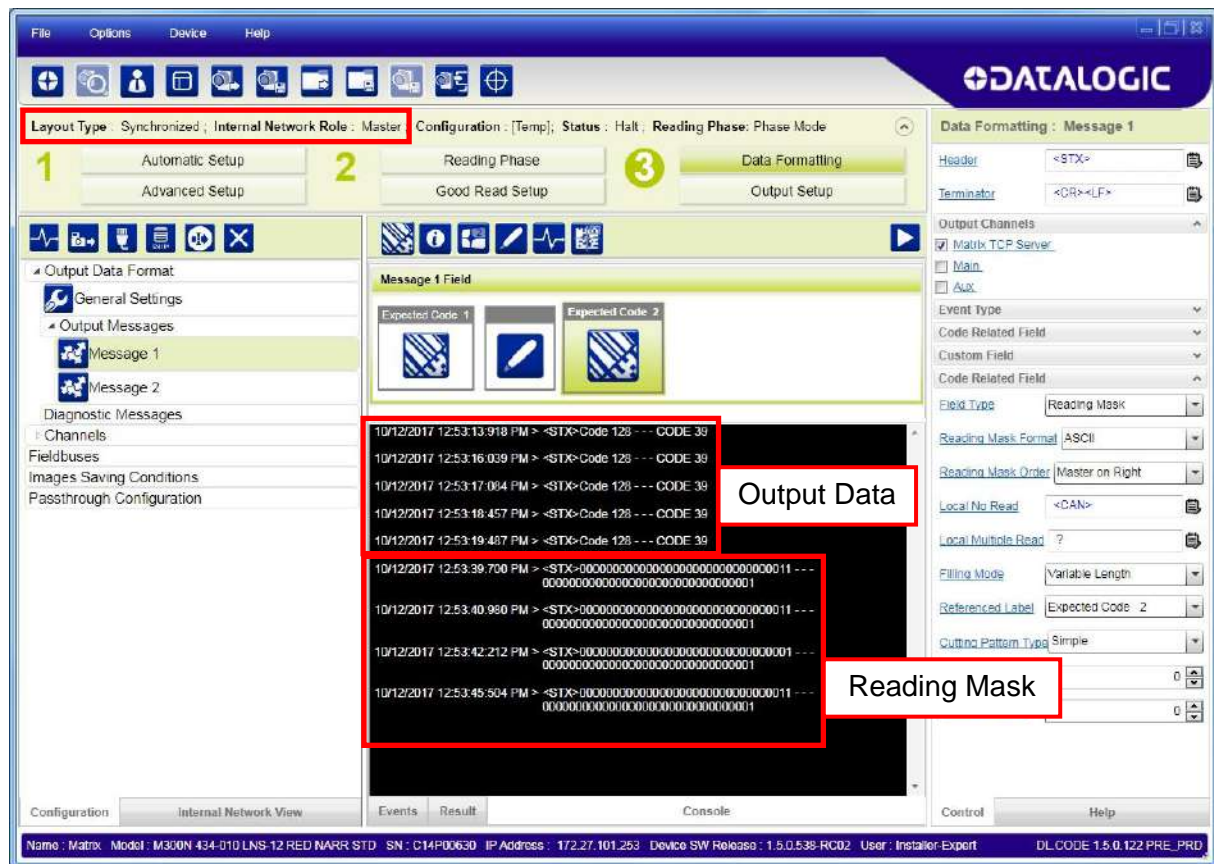 File Options Device Help
DATALOGIC
Layout Type : Synchronized ; Internal Network Role : Master ; Configuration : [Temp]; Status : Halt ; Reading Phase: Phase Mode
1 Automatic Setup 2 Reading Phase 3 Data Formatting
Advanced Setup Good Read Setup Output Setup
Output Data Format
General Settings
Output Messages
Message 1
Message 2
Diagnostic Messages
Channels
Fieldbuses
Images Saving Conditions
Passthrough Configuration
Configuration Internal Network View
Message 1 Field
Expected Code 1 Expected Code 2
10/12/2017 12:53:13:918 PM > <STX>Code 128 - - - CODE 39
10/12/2017 12:53:16:039 PM > <STX>Code 128 - - - CODE 39
10/12/2017 12:53:17:084 PM > <STX>Code 128 - - - CODE 39
10/12/2017 12:53:18:457 PM > <STX>Code 128 - - - CODE 39
10/12/2017 12:53:19:487 PM > <STX>Code 128 - - - CODE 39
Output Data
10/12/2017 12:53:39:700 PM > <STX>00000000000000000000000000000011 - - -
00000000000000000000000000000001
10/12/2017 12:53:40:980 PM > <STX>00000000000000000000000000000011 - - -
00000000000000000000000000000001
10/12/2017 12:53:42:212 PM > <STX>00000000000000000000000000000001 - - -
00000000000000000000000000000001
10/12/2017 12:53:45:504 PM > <STX>00000000000000000000000000000011 - - -
00000000000000000000000000000001
Reading Mask
Events Result Console
Data Formatting : Message 1
Header <STX>
Terminator <CR><LF>
Output Channels
Matrix TCP Server
Main
Aux
Event Type
Code Related Field
Custom Field
Code Related Field
Field Type Reading Mask
Reading Mask Format ASCII
Reading Mask Order Master on Right
Local No Read <CAN>
Local Multiple Read ?
Filling Mode Variable Length
Referenced Label Expected Code 2
Cutting Pattern Type Simple
0
0
Control Help
Name : Matrix Model : M300N 434-010 LNS-12 RED NARR STD SN : C14P00630 IP Address : 172.27.101.253 Device SW Release : 1.5.0.538-RC02 User : Installer-Expert DL.CODE 1.5.0.122 PRE_PRD